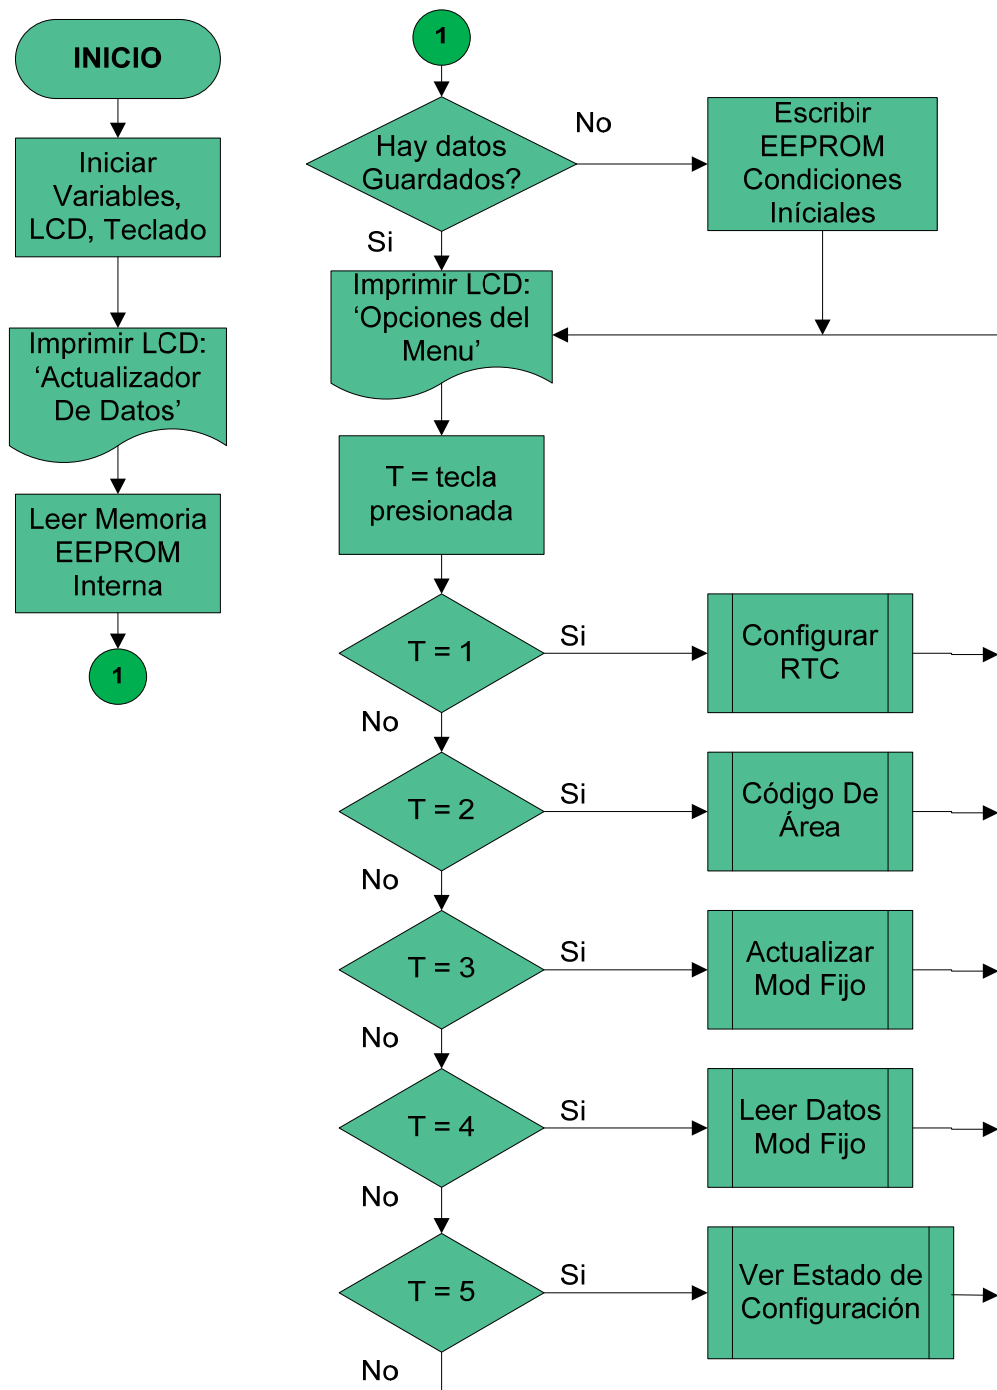 INICIO
Iniciar
Variables,
LCD, Teclado
Imprimir LCD:
‘Actualizador
De Datos’
Leer Memoria
EEPROM
Interna
1
1
Hay datos
Guardados?
No
Escribir
EEPROM
Condiciones
Iníciales
Si
Imprimir LCD:
‘Opciones del
Menu’
T = tecla
presionada
T = 1
Si
Configurar
RTC
No
T = 2
Si
Código De
Área
No
T = 3
Si
Actualizar
Mod Fijo
No
T = 4
Si
Leer Datos
Mod Fijo
No
T = 5
Si
Ver Estado de
Configuración
No